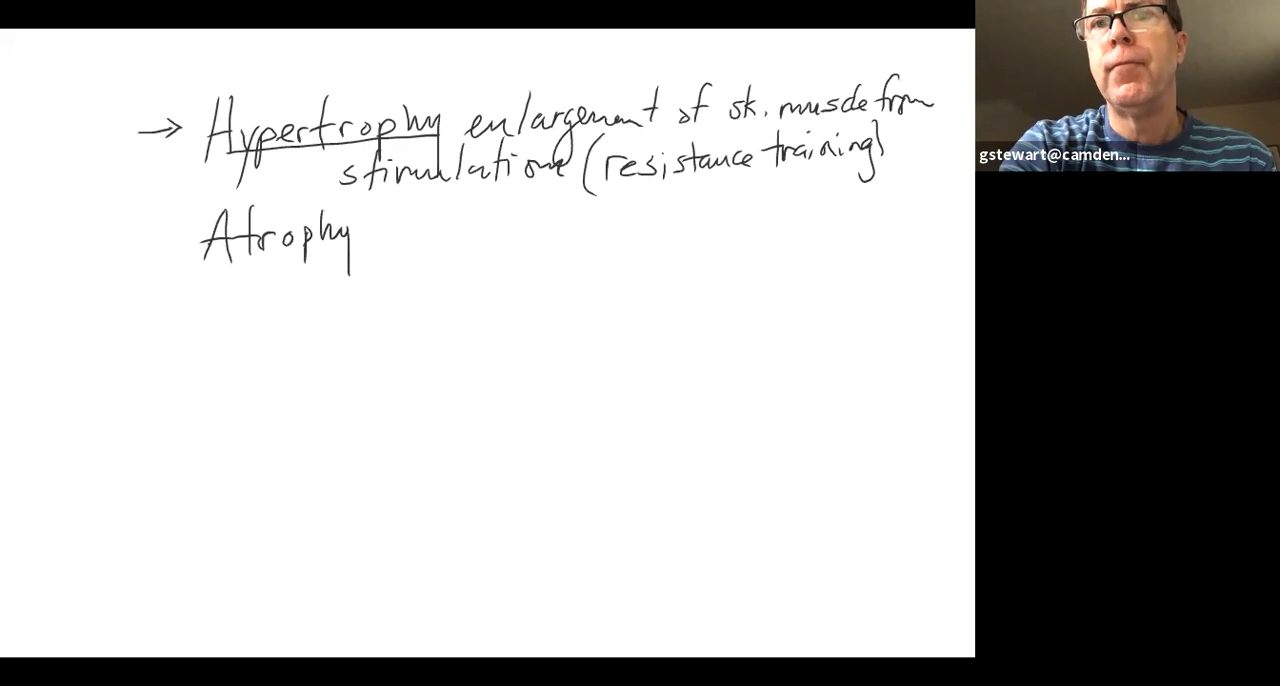 → Hypertrophy enlargement of sk. muscle from
stimulation (resistance training)
Atrophy
gstewart@camden...